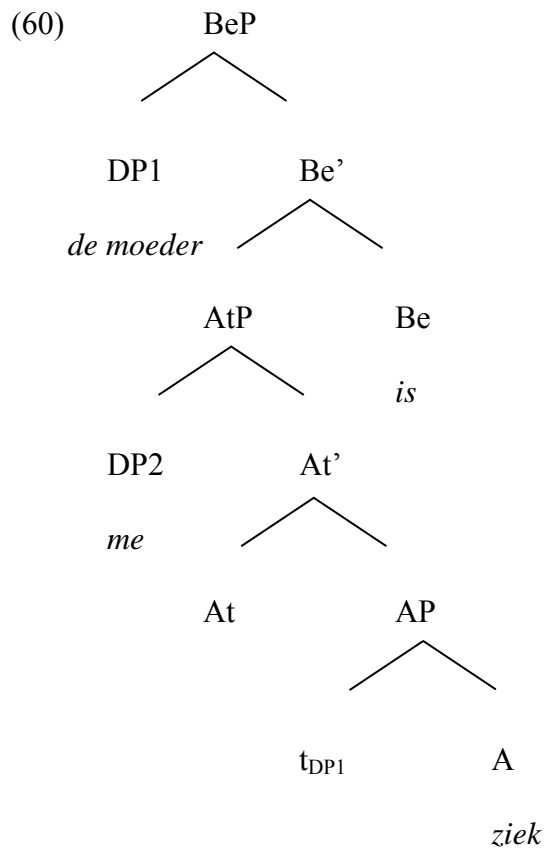 (60) BeP
DP1 Be’
de moeder
AtP Be
is
DP2 At’
me
At AP
tDP1 A
ziek